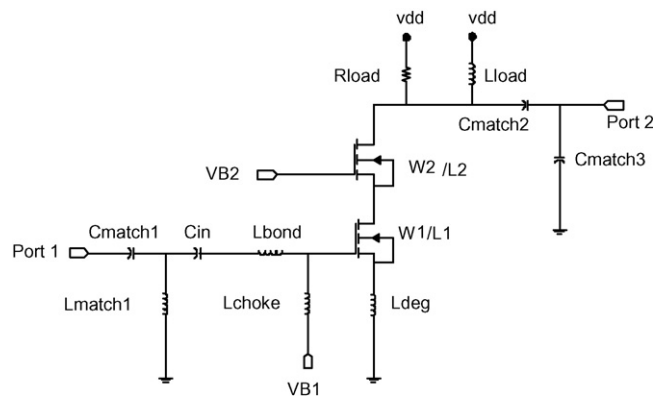 vdd vdd
Rload Lload
Cmatch2 Port 2
VB2 W2 /L2 Cmatch3
Cmatch1 Cin Lbond W1/L1
Port 1
Lmatch1 Lchoke Ldeg
VB1